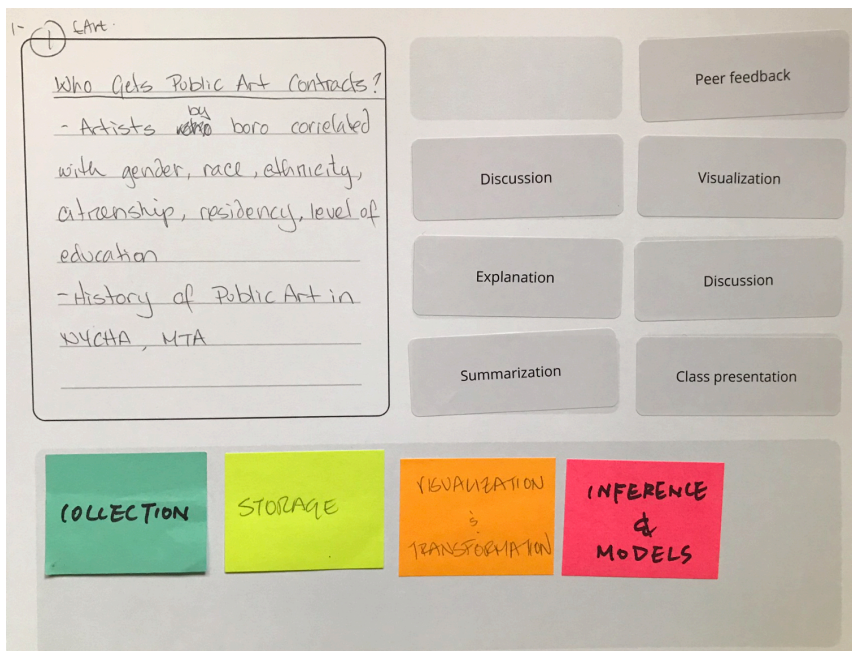 1- ① £Art.
Who Gets Public Art Contracts?
by
- Artists boro correlated
with gender, race, ethnicity,
citizenship, residency, level of
education
- History of Public Art in
NYCHA, MTA
Peer feedback
Discussion
Visualization
Explanation
Discussion
Summarization
Class presentation
COLLECTION
STORAGE
VISUALIZATION
&
TRANSFORMATION
INFERENCE
&
MODELS